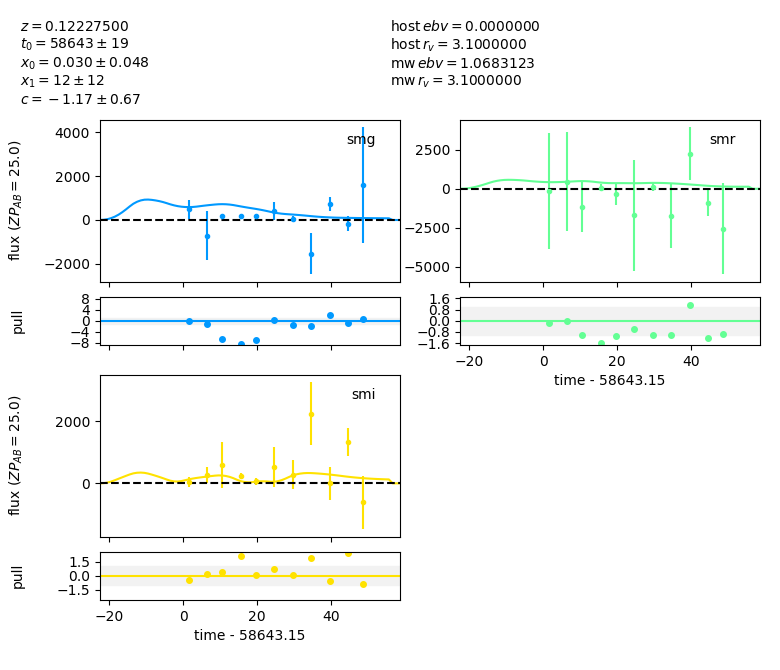 z = 0.12227500
t₀ = 58643 ± 19
x₀ = 0.030 ± 0.048
x₁ = 12 ± 12
c = −1.17 ± 0.67
host ebv = 0.0000000
host r_v = 3.1000000
mw ebv = 1.0683123
mw r_v = 3.1000000
smg
4000
2000
0
−2000
flux (ZP_AB = 25.0)
smr
2500
0
−2500
−5000
8
4
0
−4
−8
pull
1.6
0.8
0.0
−0.8
−1.6
−20
0
20
40
time - 58643.15
smi
2000
0
flux (ZP_AB = 25.0)
1.5
0.0
−1.5
pull
−20
0
20
40
time - 58643.15